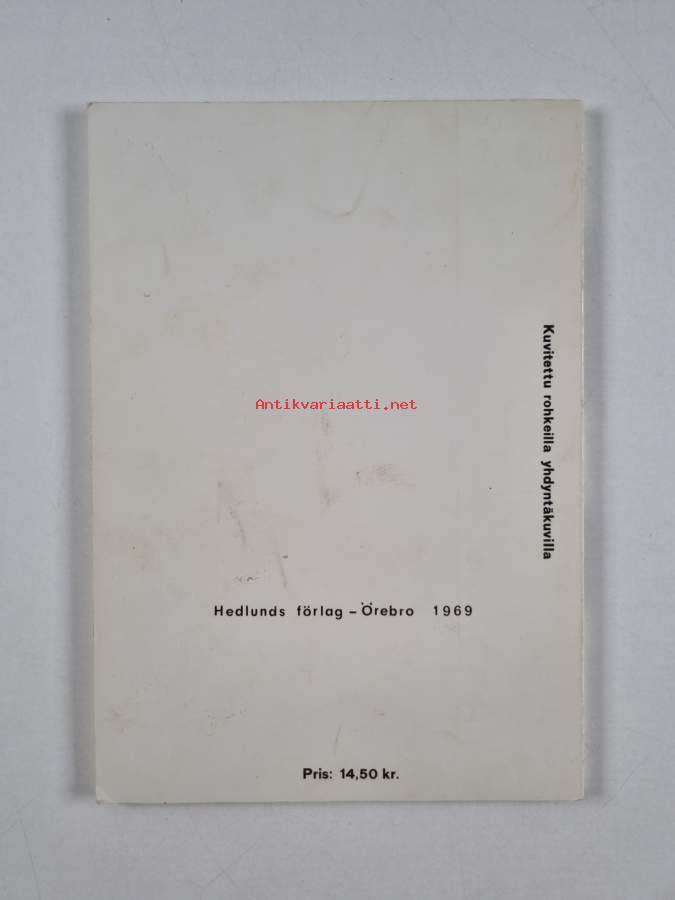 Kuvitettu rohkeilla yhdyntäkuvilla
Antikvariaatti.net
Hedlunds förlag – Örebro 1969
Pris: 14,50 kr.